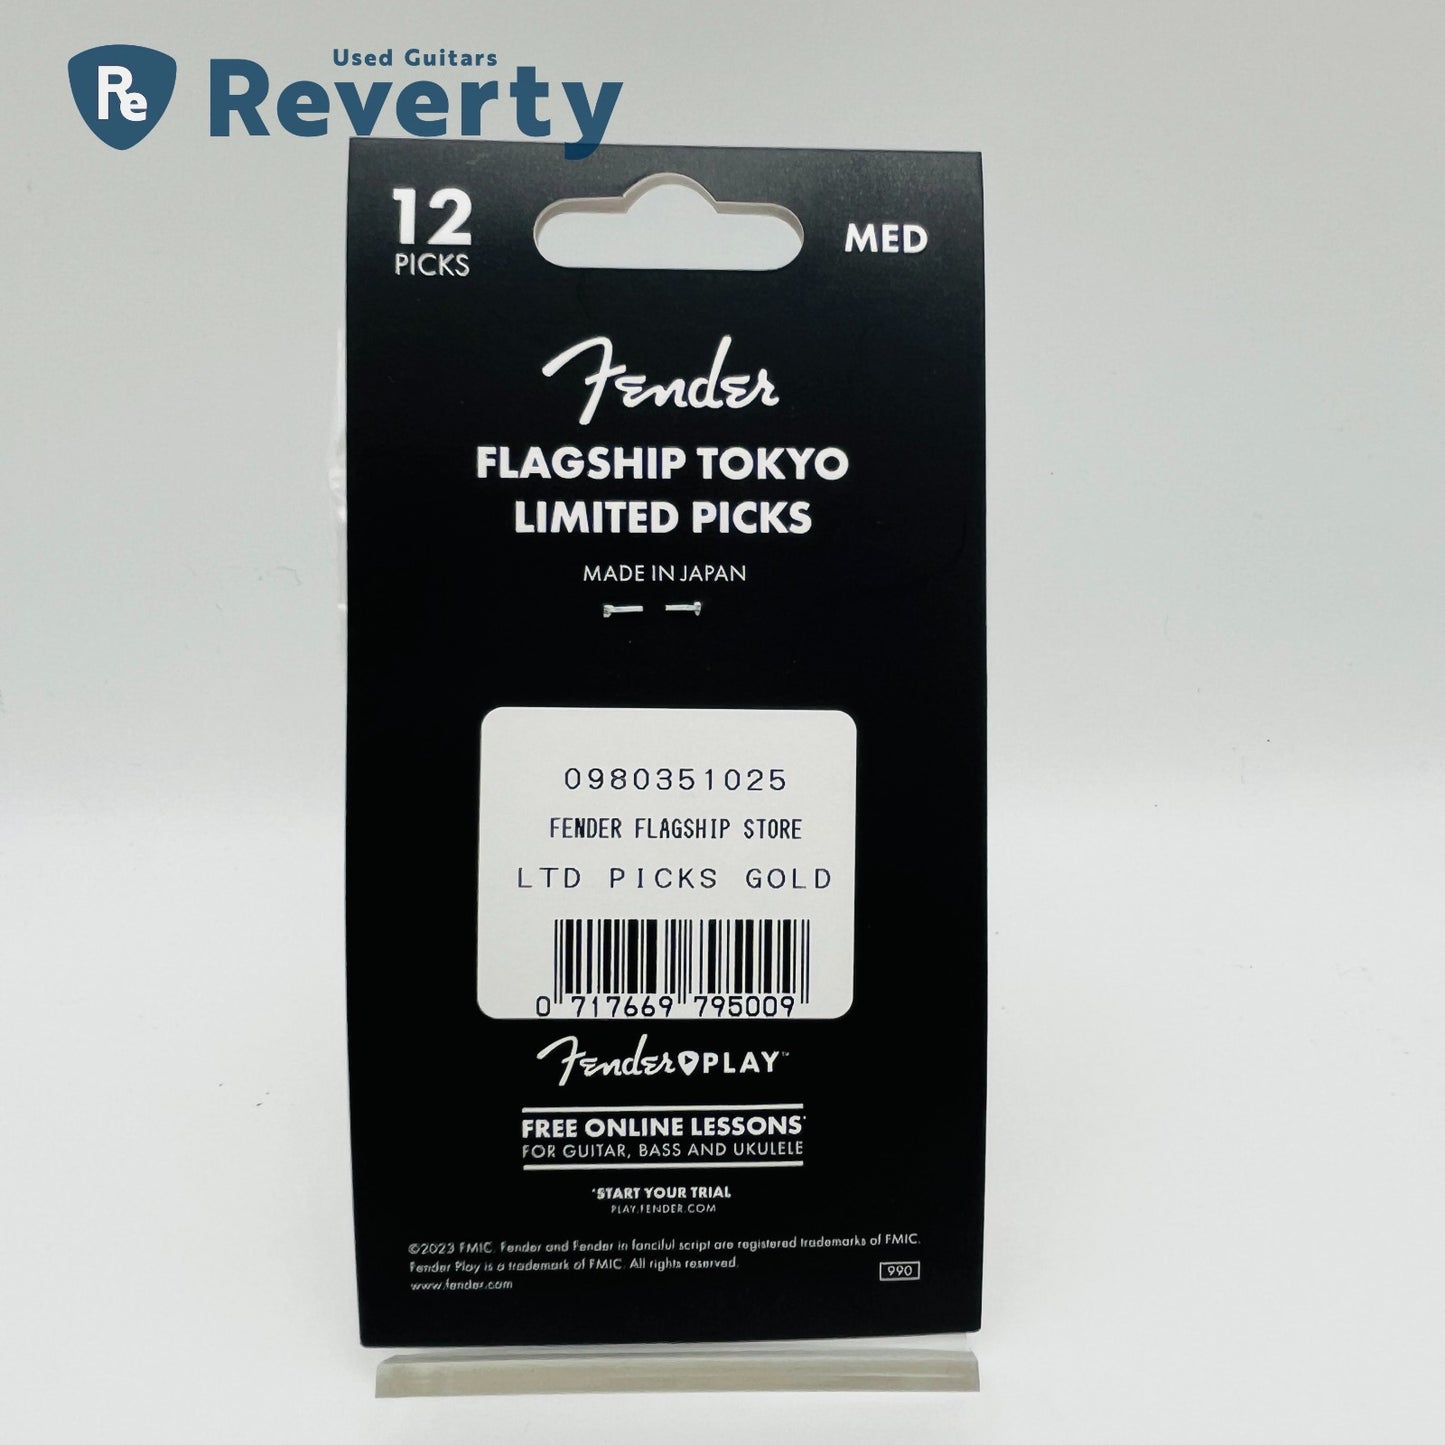 Re
Used Guitars
Reverty
12
PICKS
MED
Fender
FLAGSHIP TOKYO
LIMITED PICKS
MADE IN JAPAN
0980351025
FENDER FLAGSHIP STORE
LTD PICKS GOLD
0 717669 795009
Fender PLAY™
FREE ONLINE LESSONS*
FOR GUITAR, BASS AND UKULELE
*START YOUR TRIAL
PLAY.FENDER.COM
©2023 FMIC. Fender and Fender in fanciful script are registered trademarks of FMIC.
Fender Play is a trademark of FMIC. All rights reserved.
www.fender.com
990